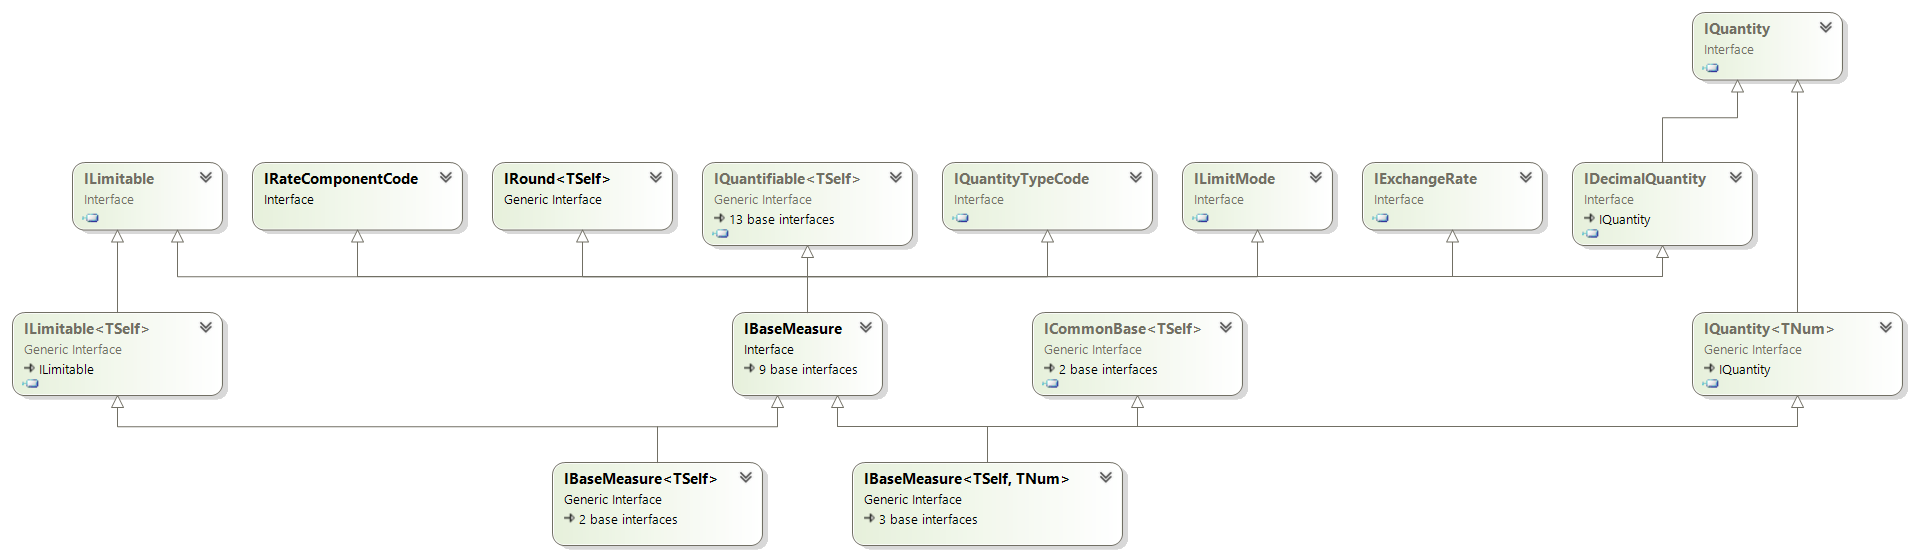 IQuantity
Interface
ILimitable
Interface
IRateComponentCode
Interface
IRound<TSelf>
Generic Interface
IQuantifiable<TSelf>
Generic Interface
13 base interfaces
IQuantityTypeCode
Interface
ILimitMode
Interface
IExchangeRate
Interface
IDecimalQuantity
Interface
IQuantity
ILimitable<TSelf>
Generic Interface
ILimitable
IBaseMeasure
Interface
9 base interfaces
ICommonBase<TSelf>
Generic Interface
2 base interfaces
IQuantity<TNum>
Generic Interface
IQuantity
IBaseMeasure<TSelf>
Generic Interface
2 base interfaces
IBaseMeasure<TSelf, TNum>
Generic Interface
3 base interfaces